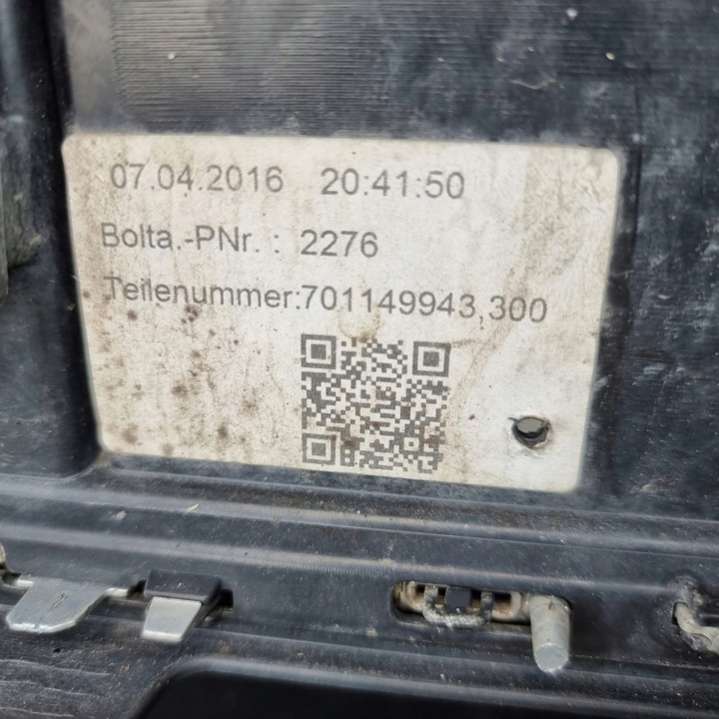 07.04.2016 20:41:50
Bolta.-PNr. : 2276
Teilenummer:701149943,300